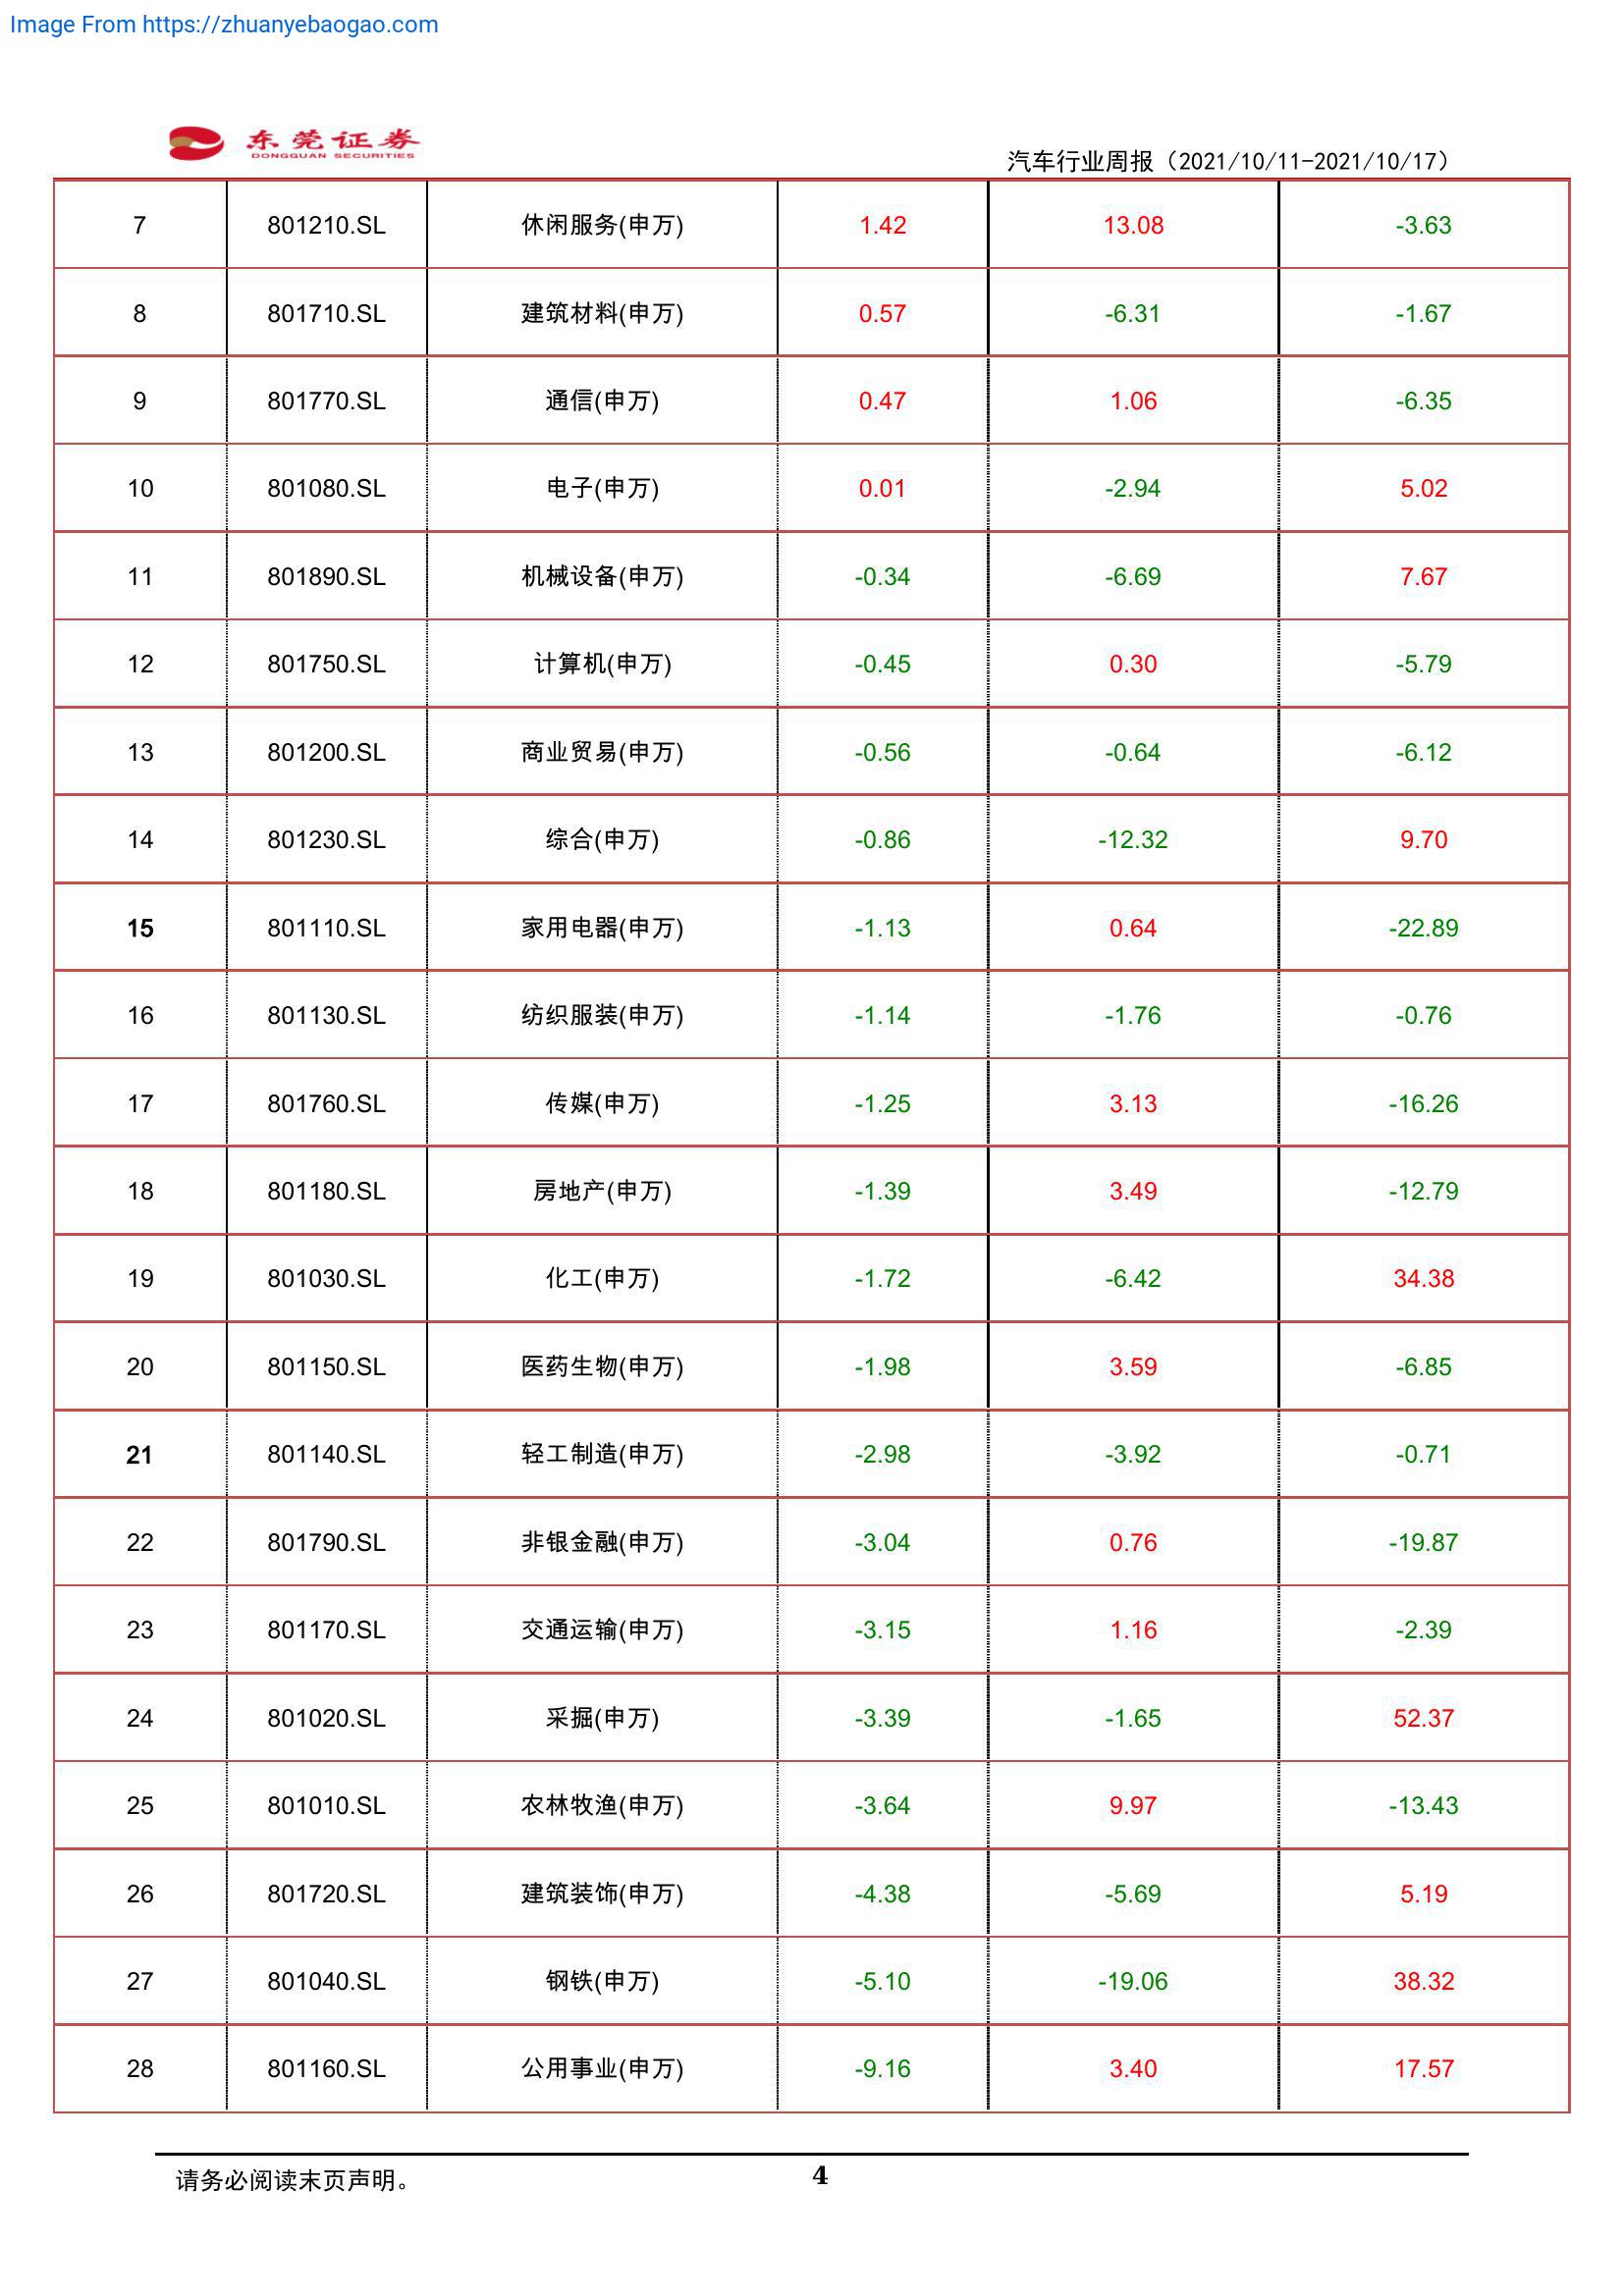 Image From https://zhuanyebaogao.com
东莞证券
DONGGUAN SECURITIES
汽车行业周报（2021/10/11-2021/10/17）
7 801210.SL 休闲服务(申万) 1.42 13.08 -3.63
8 801710.SL 建筑材料(申万) 0.57 -6.31 -1.67
9 801770.SL 通信(申万) 0.47 1.06 -6.35
10 801080.SL 电子(申万) 0.01 -2.94 5.02
11 801890.SL 机械设备(申万) -0.34 -6.69 7.67
12 801750.SL 计算机(申万) -0.45 0.30 -5.79
13 801200.SL 商业贸易(申万) -0.56 -0.64 -6.12
14 801230.SL 综合(申万) -0.86 -12.32 9.70
15 801110.SL 家用电器(申万) -1.13 0.64 -22.89
16 801130.SL 纺织服装(申万) -1.14 -1.76 -0.76
17 801760.SL 传媒(申万) -1.25 3.13 -16.26
18 801180.SL 房地产(申万) -1.39 3.49 -12.79
19 801030.SL 化工(申万) -1.72 -6.42 34.38
20 801150.SL 医药生物(申万) -1.98 3.59 -6.85
21 801140.SL 轻工制造(申万) -2.98 -3.92 -0.71
22 801790.SL 非银金融(申万) -3.04 0.76 -19.87
23 801170.SL 交通运输(申万) -3.15 1.16 -2.39
24 801020.SL 采掘(申万) -3.39 -1.65 52.37
25 801010.SL 农林牧渔(申万) -3.64 9.97 -13.43
26 801720.SL 建筑装饰(申万) -4.38 -5.69 5.19
27 801040.SL 钢铁(申万) -5.10 -19.06 38.32
28 801160.SL 公用事业(申万) -9.16 3.40 17.57
请务必阅读末页声明。
4